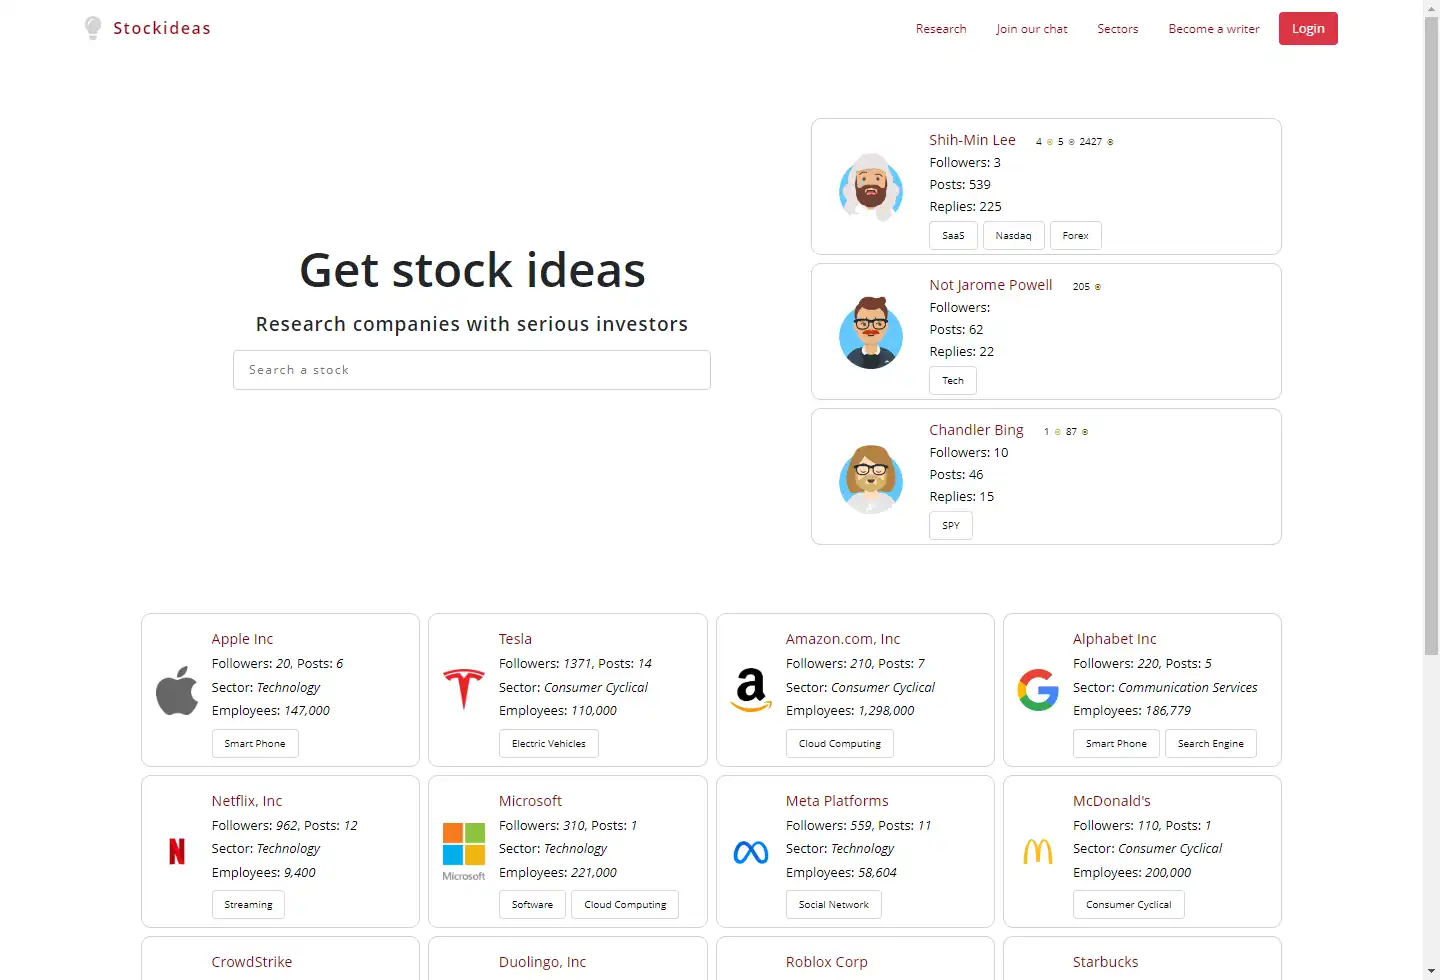 Stockideas
Research
Join our chat
Sectors
Become a writer
Login
Get stock ideas
Research companies with serious investors
Search a stock
Shih-Min Lee 4 5 2427
Followers: 3
Posts: 539
Replies: 225
SaaS Nasdaq Forex
Not Jarome Powell 205
Followers:
Posts: 62
Replies: 22
Tech
Chandler Bing 1 87
Followers: 10
Posts: 46
Replies: 15
SPY
Apple Inc
Followers: 20, Posts: 6
Sector: Technology
Employees: 147,000
Smart Phone
Tesla
Followers: 1371, Posts: 14
Sector: Consumer Cyclical
Employees: 110,000
Electric Vehicles
Amazon.com, Inc
Followers: 210, Posts: 7
Sector: Consumer Cyclical
Employees: 1,298,000
Cloud Computing
Alphabet Inc
Followers: 220, Posts: 5
Sector: Communication Services
Employees: 186,779
Smart Phone Search Engine
Netflix, Inc
Followers: 962, Posts: 12
Sector: Technology
Employees: 9,400
Streaming
Microsoft
Microsoft
Followers: 310, Posts: 1
Sector: Technology
Employees: 221,000
Software Cloud Computing
Meta Platforms
Followers: 559, Posts: 11
Sector: Technology
Employees: 58,604
Social Network
McDonald's
Followers: 110, Posts: 1
Sector: Consumer Cyclical
Employees: 200,000
Consumer Cyclical
CrowdStrike
Duolingo, Inc
Roblox Corp
Starbucks